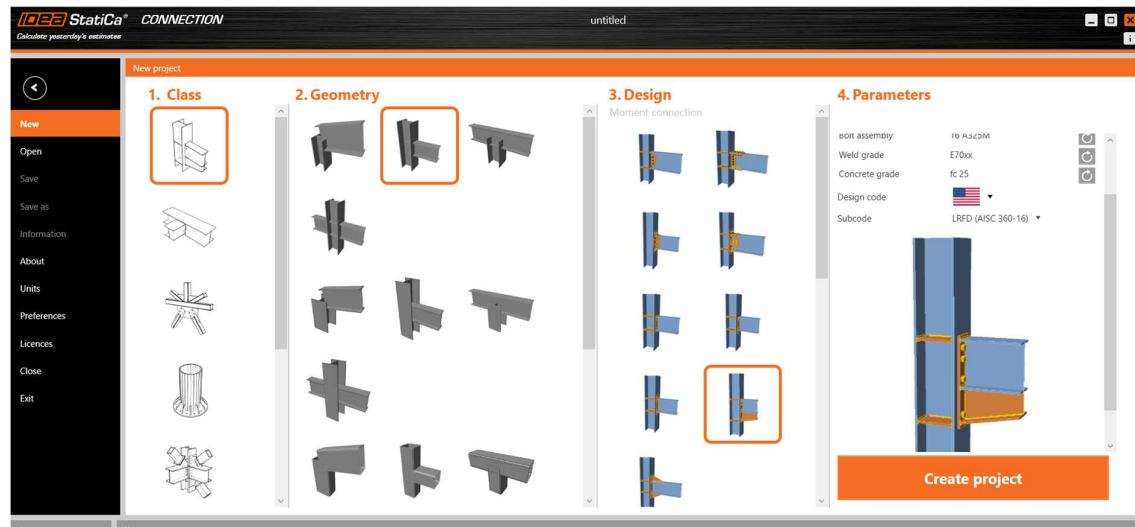 IDEA StatiCa® CONNECTION
untitled
Calculate yesterday's estimates
i
New project
New
Open
Save
Save as
Information
About
Units
Preferences
Licences
Close
Exit
1. Class
2. Geometry
3. Design
Moment connection
4. Parameters
Bolt assembly 16 A325M
Weld grade E70xx
Concrete grade fc 25
Design code
Subcode LRFD (AISC 360-16)
Create project